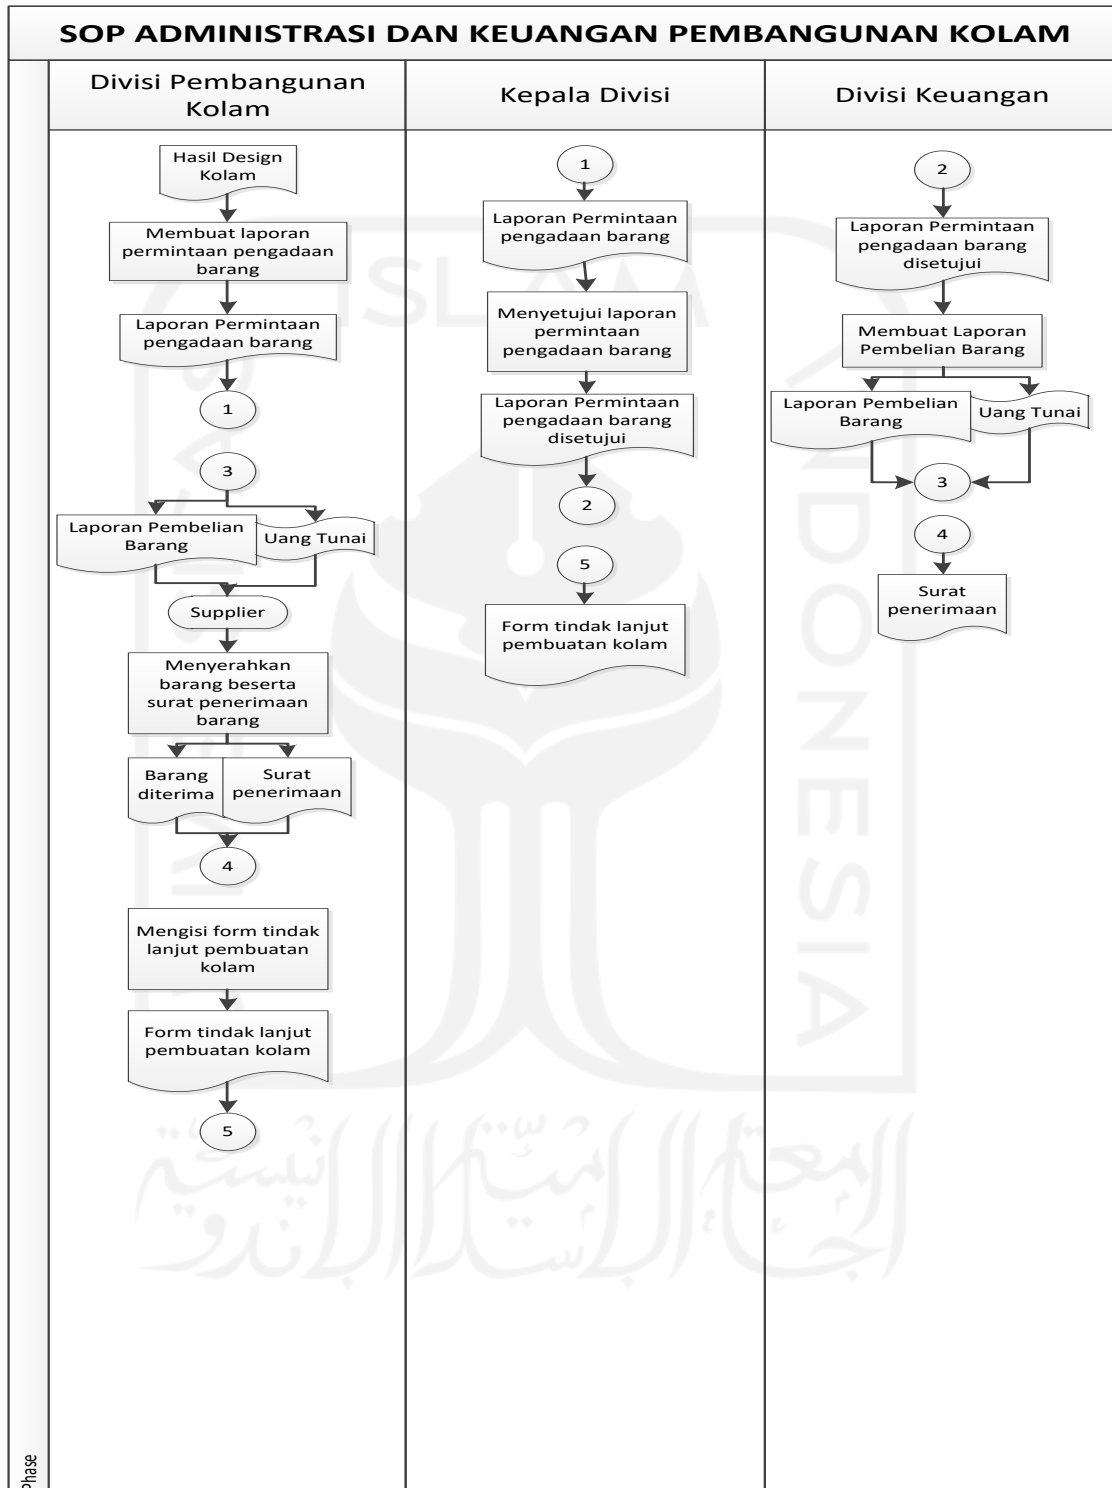 SOP ADMINISTRASI DAN KEUANGAN PEMBANGUNAN KOLAM
Divisi Pembangunan
Kolam
Hasil Design
Kolam
Membuat laporan
permintaan pengadaan
barang
Laporan Permintaan
pengadaan barang
1
3
Laporan Pembelian
Barang
Uang Tunai
Supplier
Menyerahkan
barang beserta
surat penerimaan
barang
Barang
diterima
Surat
penerimaan
4
Mengisi form tindak
lanjut pembuatan
kolam
Form tindak lanjut
pembuatan kolam
5
Kepala Divisi
1
Laporan Permintaan
pengadaan barang
Menyetujui laporan
permintaan
pengadaan barang
Laporan Permintaan
pengadaan barang
disetujui
2
5
Form tindak lanjut
pembuatan kolam
Divisi Keuangan
2
Laporan Permintaan
pengadaan barang
disetujui
Membuat Laporan
Pembelian Barang
Laporan Pembelian
Barang
Uang Tunai
3
4
Surat
penerimaan
Phase
ISLAM
INDONESIA